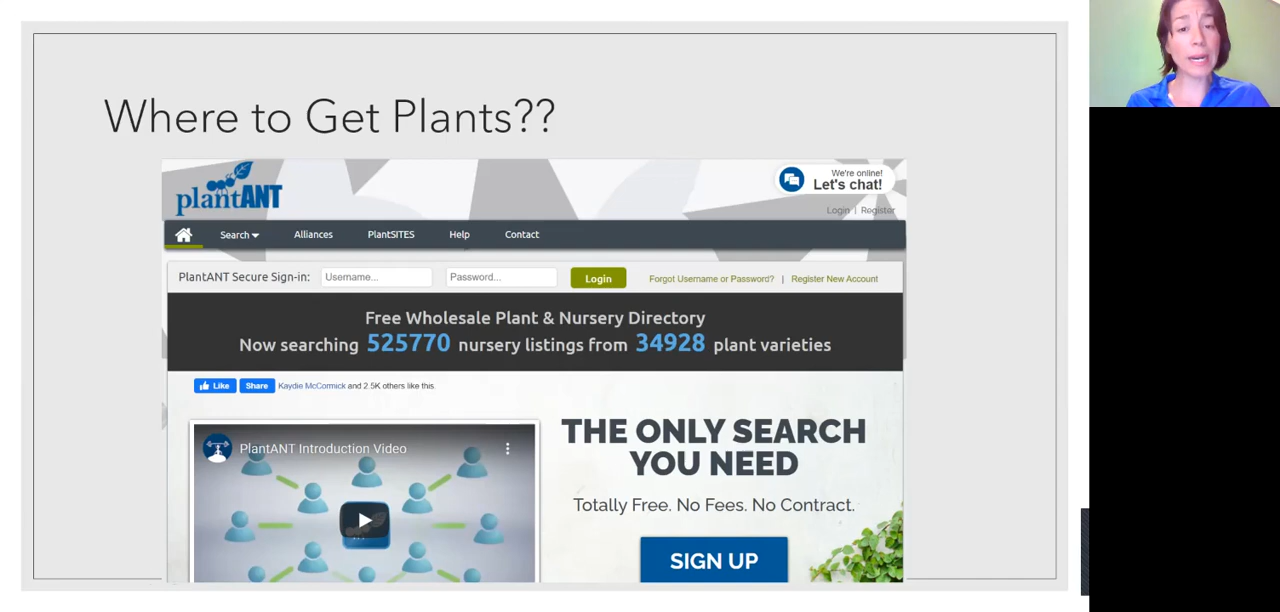 Where to Get Plants??
plantANT
We're online!
Let's chat!
Login | Register
Search Alliances PlantSITES Help Contact
PlantANT Secure Sign-in: Username... Password... Login Forgot Username or Password? | Register New Account
Free Wholesale Plant & Nursery Directory
Now searching 525770 nursery listings from 34928 plant varieties
Like Share Kaydie McCormick and 2.5K others like this
PlantANT Introduction Video
THE ONLY SEARCH
YOU NEED
Totally Free. No Fees. No Contract.
SIGN UP